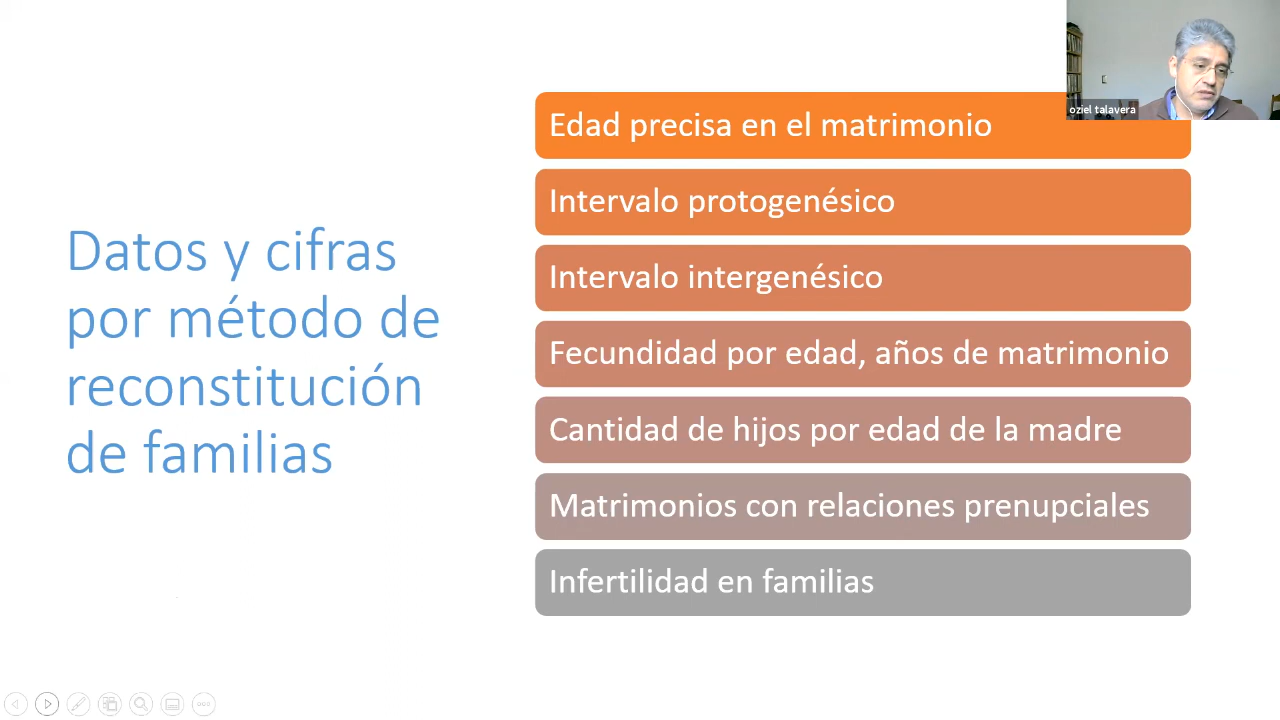 oziel talavera
Datos y cifras
por método de
reconstitución
de familias
Edad precisa en el matrimonio
Intervalo protogenésico
Intervalo intergenésico
Fecundidad por edad, años de matrimonio
Cantidad de hijos por edad de la madre
Matrimonios con relaciones prenupciales
Infertilidad en familias